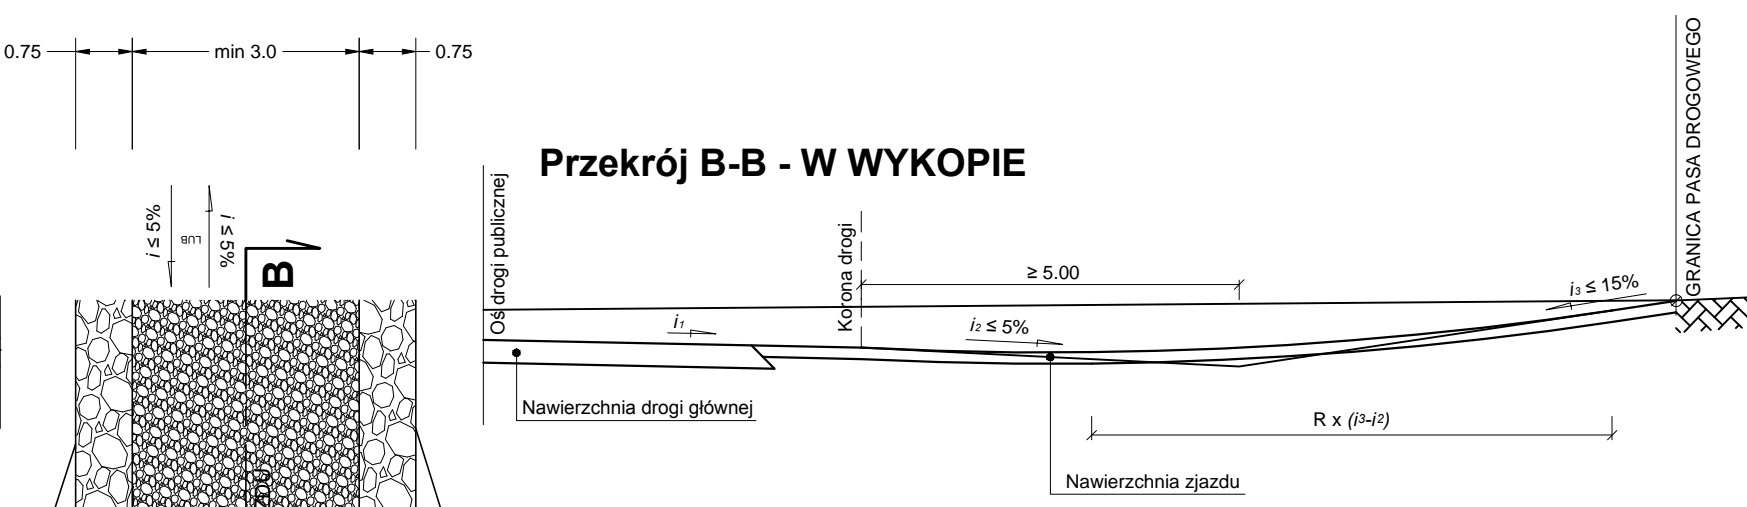 0.75
min 3.0
0.75
Przekrój B-B - W WYKOPIE
GRANICA PASA DROGOWEGO
Oś drogi publicznej
Korona drogi
i ≤ 5%
LUB
i ≤ 5%
B
≥ 5.00
i1
i2 ≤ 5%
i3 ≤ 15%
Nawierzchnia drogi głównej
R x (i3-i2)
Nawierzchnia zjazdu